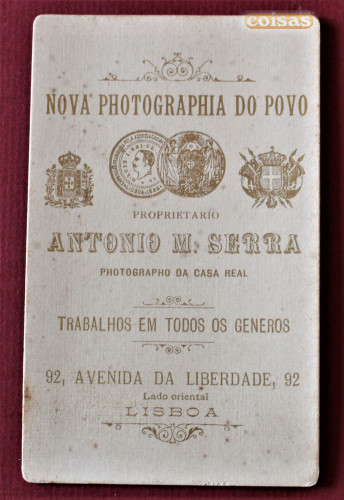 coisas
NOVA PHOTOGRAPHIA DO POVO
PROPRIETARIO
ANTONIO M. SERRA
PHOTOGRAPHO DA CASA REAL
TRABALHOS EM TODOS OS GENEROS
92, AVENIDA DA LIBERDADE, 92
Lado oriental
LISBOA